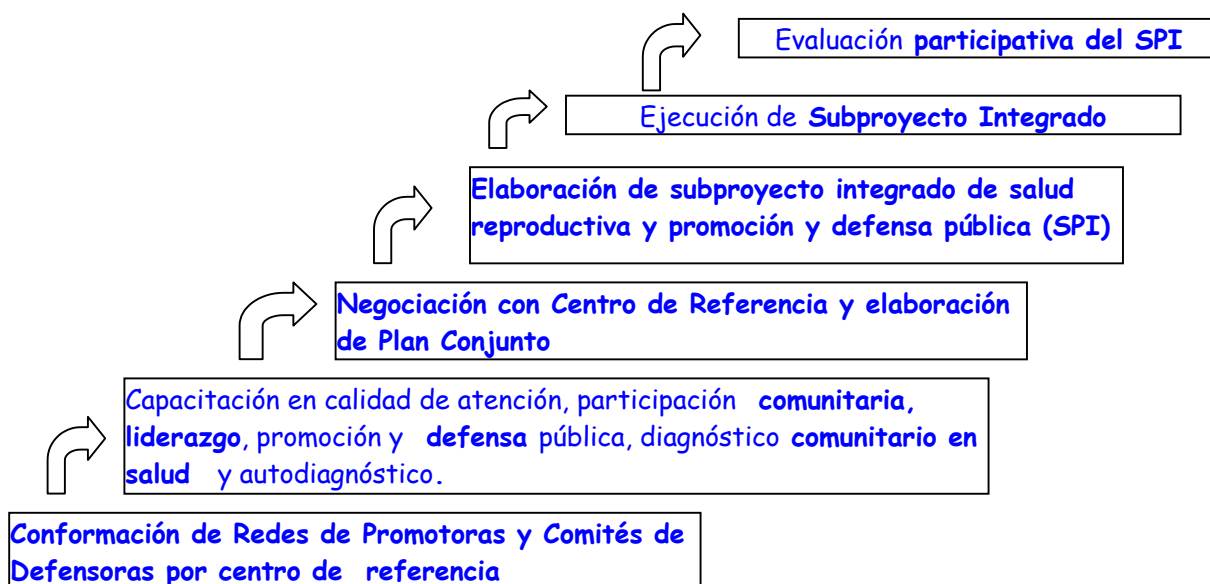 Evaluación participativa del SPI
Ejecución de Subproyecto Integrado
Elaboración de subproyecto integrado de salud
reproductiva y promoción y defensa pública (SPI)
Negociación con Centro de Referencia y elaboración
de Plan Conjunto
Capacitación en calidad de atención, participación comunitaria,
liderazgo, promoción y defensa pública, diagnóstico comunitario en
salud y autodiagnóstico.
Conformación de Redes de Promotoras y Comités de
Defensoras por centro de referencia